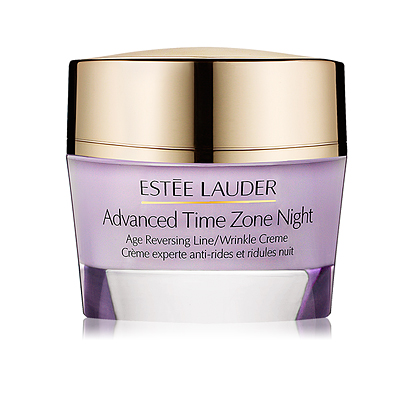 ESTĒE LAUDER
Advanced Time Zone Night
Age Reversing Line/Wrinkle Creme
Crème experte anti-rides et ridules nuit